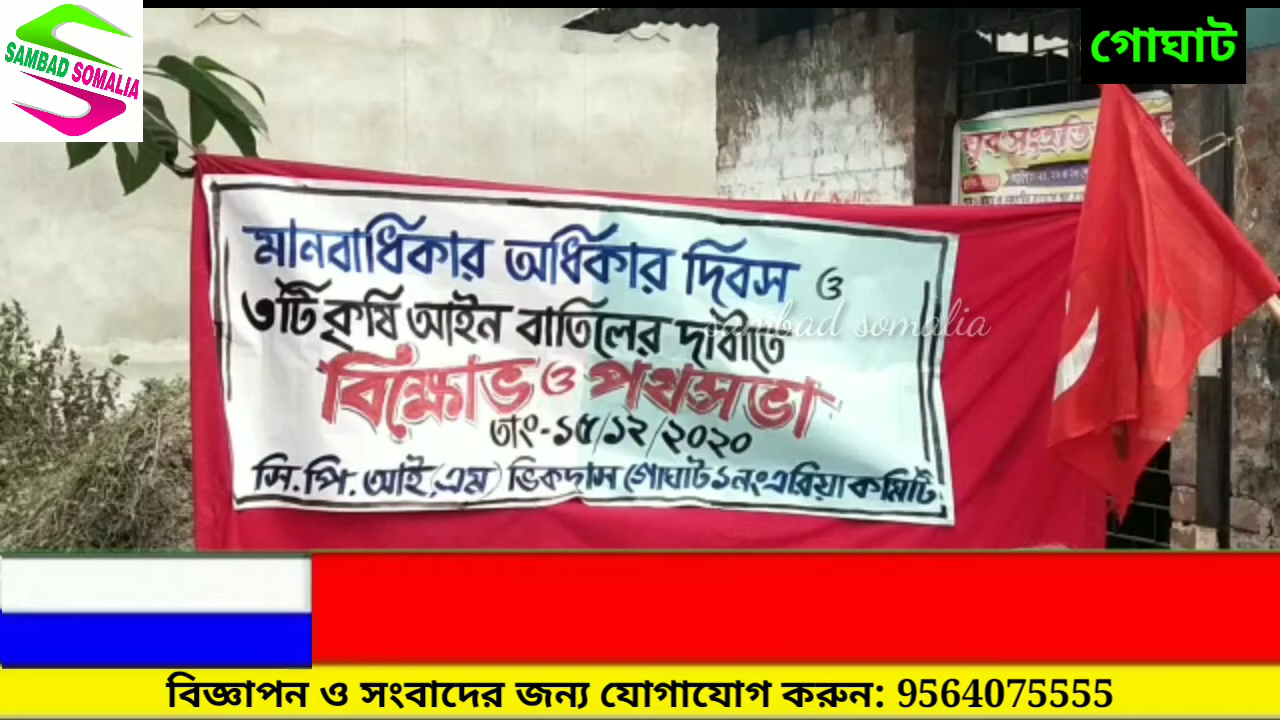 SAMBAD SOMALIA
গোঘাট
যুব সংহতি
মানবাধিকার অধিকার দিবস ও
৩টি কৃষি আইন বাতিলের দাবীতে
sambad somalia
বিক্ষোভ ও পথসভা
তাং-১৫/১২/২০২০
সি.পি.আই.(এম) ভিকদাস গোঘাট ১নং এরিয়া কমিটি
বিজ্ঞাপন ও সংবাদের জন্য যোগাযোগ করুন: 9564075555